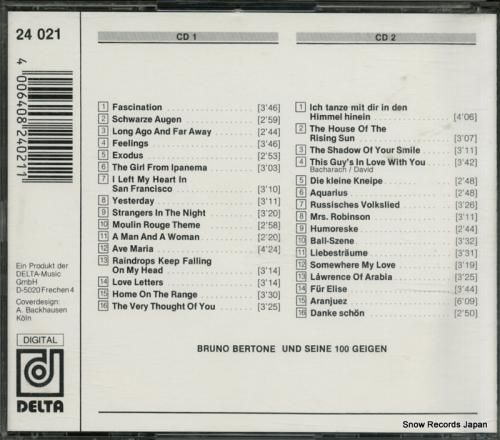 24 021
4 006408 240211
CD 1
1 Fascination [3'46]
2 Schwarze Augen [2'59]
3 Long Ago And Far Away [2'44]
4 Feelings [3'46]
5 Exodus [2'53]
6 The Girl From Ipanema [3'03]
7 I Left My Heart In
San Francisco [3'10]
8 Yesterday [3'11]
9 Strangers In The Night [3'20]
10 Moulin Rouge Theme [2'58]
11 A Man And A Woman [2'20]
12 Ave Maria [4'24]
13 Raindrops Keep Falling
On My Head [3'14]
14 Love Letters [3'14]
15 Home On The Range [3'30]
16 The Very Thought Of You [3'25]
CD 2
1 Ich tanze mit dir in den
Himmel hinein [4'06]
2 The House Of The
Rising Sun [3'07]
3 The Shadow Of Your Smile [3'11]
4 This Guy's In Love With You [3'42]
Bacharach / David
5 Die kleine Kneipe [2'48]
6 Aquarius [2'48]
7 Russisches Volkslied [3'26]
8 Mrs. Robinson [3'11]
9 Humoreske [2'44]
10 Ball-Szene [3'32]
11 Liebesträume [3'31]
12 Somewhere My Love [3'19]
13 Lawrence Of Arabia [3'25]
14 Für Elise [3'44]
15 Aranjuez [6'09]
16 Danke schön [2'50]
Ein Produkt der
DELTA-Music
GmbH
D-5020 Frechen 4
Coverdesign:
A. Backhausen
Köln
DIGITAL
DELTA
BRUNO BERTONE UND SEINE 100 GEIGEN
Snow Records Japan